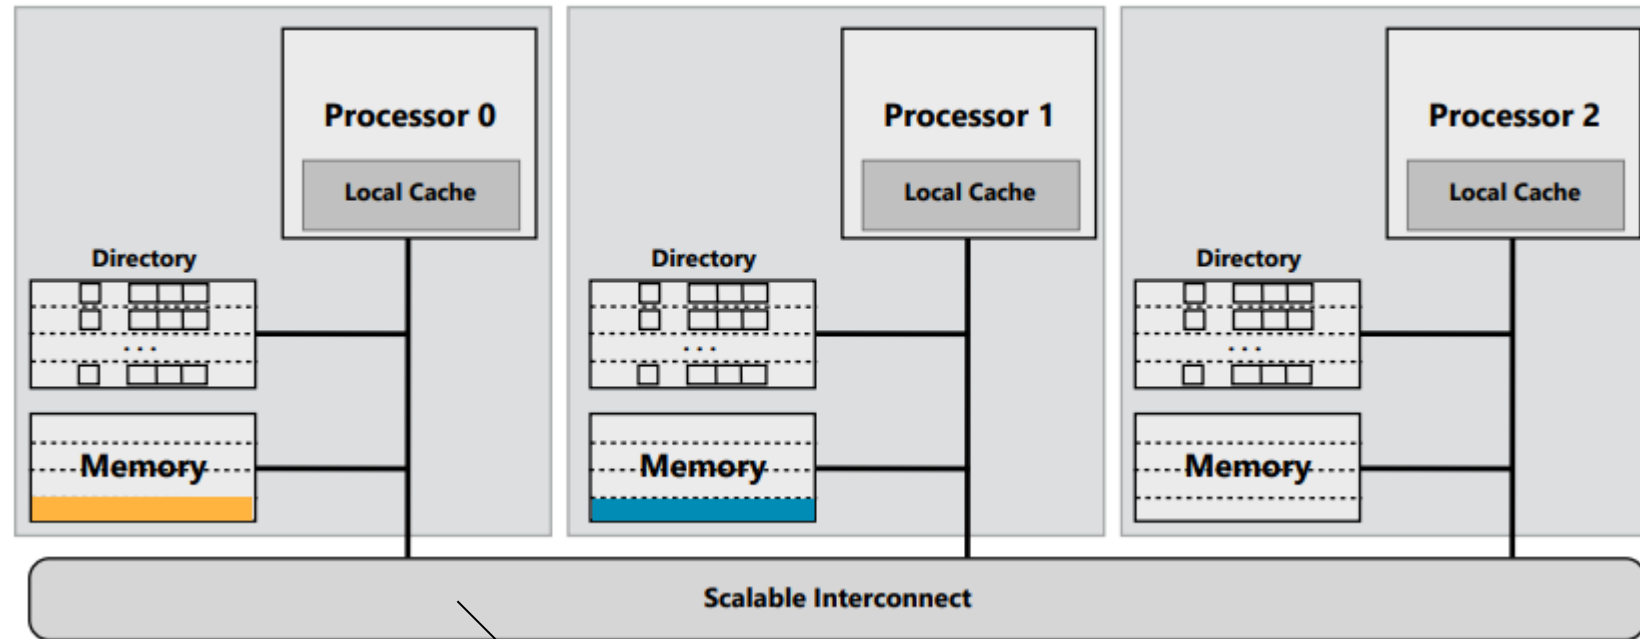 Processor 0
Local Cache
Directory
. . .
Memory
Processor 1
Local Cache
Directory
. . .
Memory
Processor 2
Local Cache
Directory
. . .
Memory
Scalable Interconnect